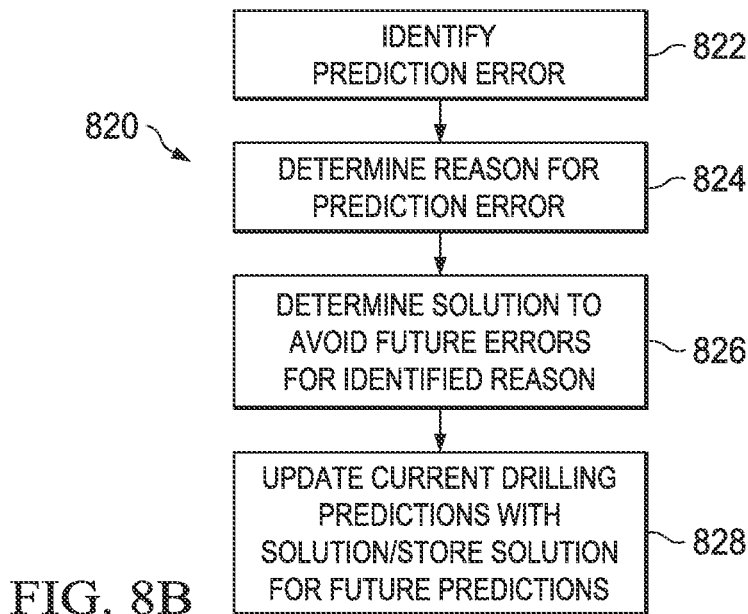 IDENTIFY
PREDICTION ERROR
822
820
DETERMINE REASON FOR
PREDICTION ERROR
824
DETERMINE SOLUTION TO
AVOID FUTURE ERRORS
FOR IDENTIFIED REASON
826
UPDATE CURRENT DRILLING
PREDICTIONS WITH
SOLUTION/STORE SOLUTION
FOR FUTURE PREDICTIONS
828
FIG. 8B